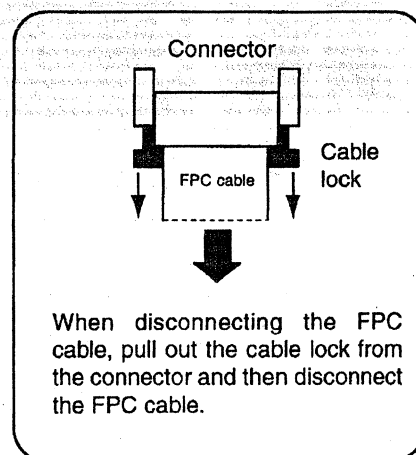 Connector
Cable
lock
FPC cable
When disconnecting the FPC
cable, pull out the cable lock from
the connector and then disconnect
the FPC cable.